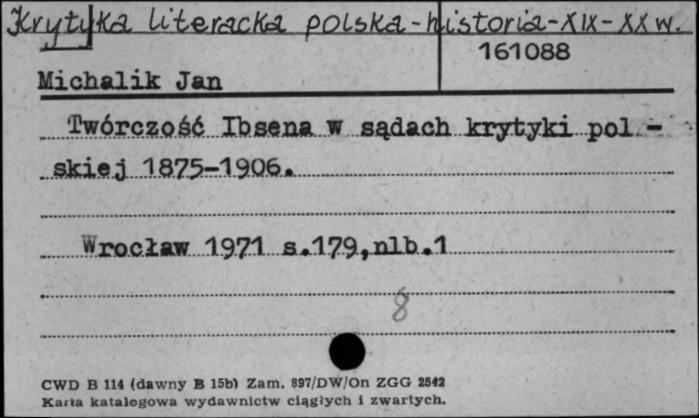 Krytyka literacka polska-historia-XIX-XX w.
161088
Michalik Jan
Twórczość Ibsena w sądach krytyki pol -
skiej 1875-1906.
Wrocław 1971 s.179,nlb.1
8
CWD B 114 (dawny B 15b) Zam. 897/DW/On ZGG 2542
Karta katalogowa wydawnictw ciągłych i zwartych.